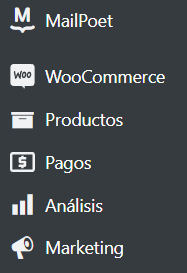 MailPoet
Woo WooCommerce
Productos
Pagos
Análisis
Marketing